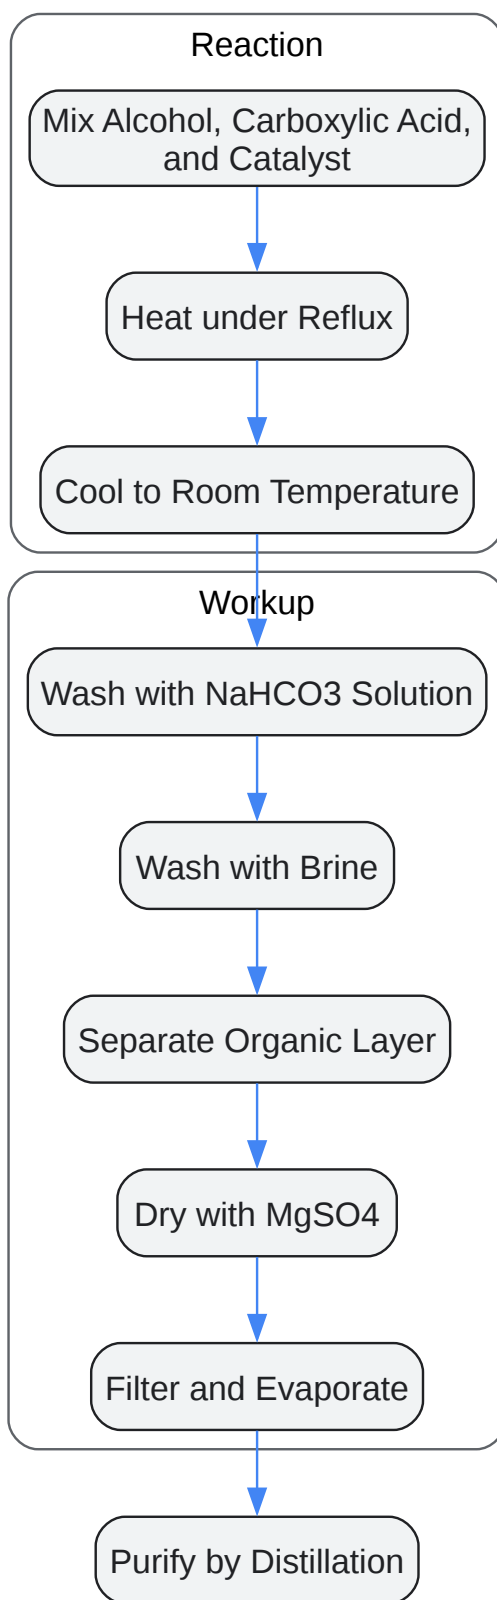 Reaction
Mix Alcohol, Carboxylic Acid,
and Catalyst
Heat under Reflux
Cool to Room Temperature
Workup
Wash with NaHCO3 Solution
Wash with Brine
Separate Organic Layer
Dry with MgSO4
Filter and Evaporate
Purify by Distillation